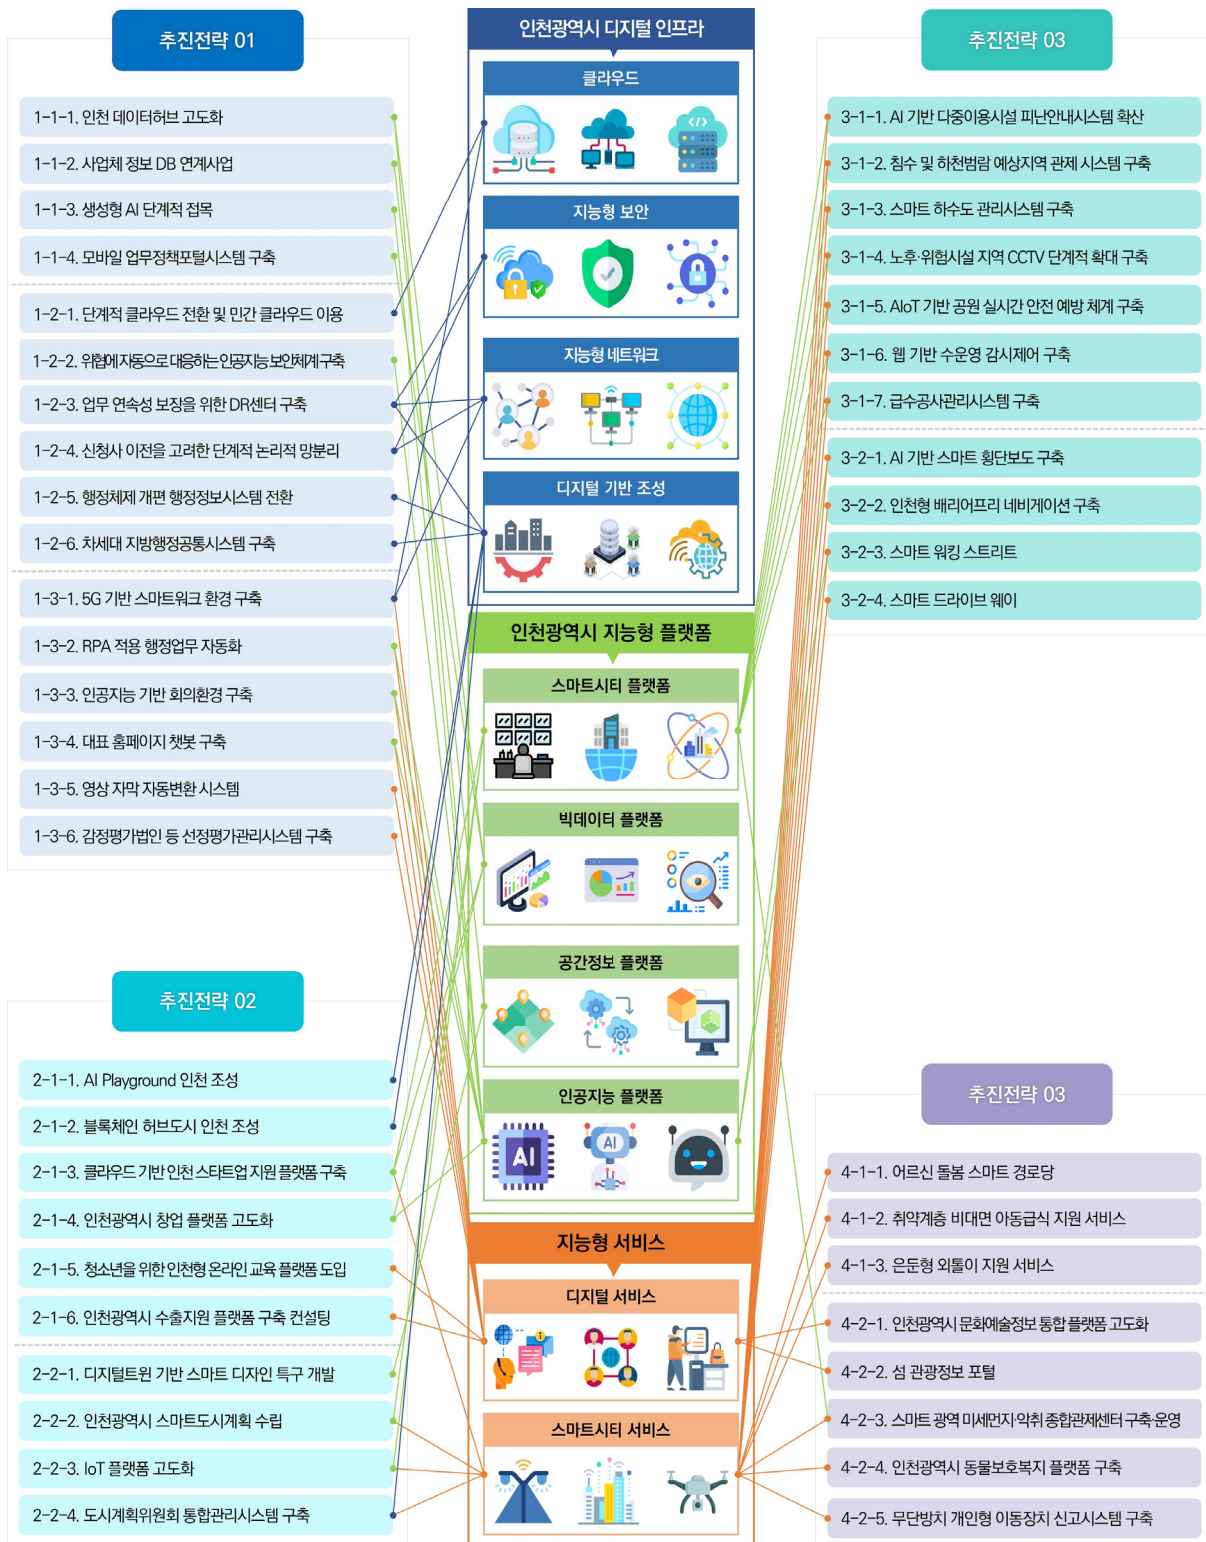 추진전략 01
1-1-1. 인천 데이터허브 고도화
1-1-2. 사업체 정보 DB 연계사업
1-1-3. 생성형 AI 단계적 접목
1-1-4. 모바일 업무정책포털시스템 구축
1-2-1. 단계적 클라우드 전환 및 민간 클라우드 이용
1-2-2. 위협에 자동으로 대응하는 인공지능 보안체계 구축
1-2-3. 업무 연속성 보장을 위한 DR센터 구축
1-2-4. 신청사 이전을 고려한 단계적 논리적 망분리
1-2-5. 행정체제 개편 행정정보시스템 전환
1-2-6. 차세대 지방행정공통시스템 구축
1-3-1. 5G 기반 스마트워크 환경 구축
1-3-2. RPA 적용 행정업무 자동화
1-3-3. 인공지능 기반 회의환경 구축
1-3-4. 대표 홈페이지 챗봇 구축
1-3-5. 영상 자막 자동변환 시스템
1-3-6. 감정평가법인 등 선정평가관리시스템 구축
추진전략 02
2-1-1. AI Playground 인천 조성
2-1-2. 블록체인 허브도시 인천 조성
2-1-3. 클라우드 기반 인천 스타트업 지원 플랫폼 구축
2-1-4. 인천광역시 창업 플랫폼 고도화
2-1-5. 청소년을 위한 인천형 온라인 교육 플랫폼 도입
2-1-6. 인천광역시 수출지원 플랫폼 구축 컨설팅
2-2-1. 디지털트윈 기반 스마트 디자인 특구 개발
2-2-2. 인천광역시 스마트도시계획 수립
2-2-3. IoT 플랫폼 고도화
2-2-4. 도시계획위원회 통합관리시스템 구축
인천광역시 디지털 인프라
클라우드
지능형 보안
지능형 네트워크
디지털 기반 조성
인천광역시 지능형 플랫폼
스마트시티 플랫폼
빅데이터 플랫폼
공간정보 플랫폼
인공지능 플랫폼
AI
AI
지능형 서비스
디지털 서비스
스마트시티 서비스
추진전략 03
3-1-1. AI 기반 다중이용시설 피난안내시스템 확산
3-1-2. 침수 및 하천범람 예상지역 관제 시스템 구축
3-1-3. 스마트 하수도 관리시스템 구축
3-1-4. 노후·위험시설 지역 CCTV 단계적 확대 구축
3-1-5. AIoT 기반 공원 실시간 안전 예방 체계 구축
3-1-6. 웹 기반 수운영 감시제어 구축
3-1-7. 급수공사관리시스템 구축
3-2-1. AI 기반 스마트 횡단보도 구축
3-2-2. 인천형 배리어프리 네비게이션 구축
3-2-3. 스마트 워킹 스트리트
3-2-4. 스마트 드라이브 웨이
추진전략 03
4-1-1. 어르신 돌봄 스마트 경로당
4-1-2. 취약계층 비대면 아동급식 지원 서비스
4-1-3. 은둔형 외톨이 지원 서비스
4-2-1. 인천광역시 문화예술정보 통합 플랫폼 고도화
4-2-2. 섬 관광정보 포털
4-2-3. 스마트 광역 미세먼지·악취 종합관제센터 구축·운영
4-2-4. 인천광역시 동물보호복지 플랫폼 구축
4-2-5. 무단방치 개인형 이동장치 신고시스템 구축